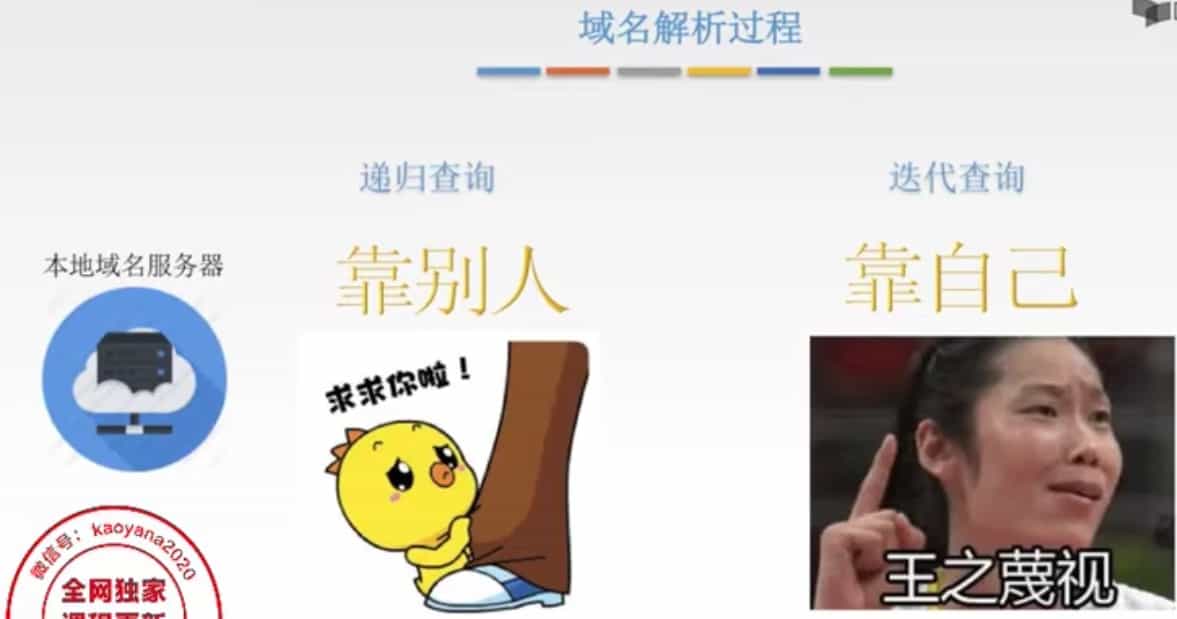 域名解析过程
递归查询
迭代查询
靠别人
靠自己
本地域名服务器
求求你啦！
王之蔑视
微信号：kaoyana2020
全网独家
课程更新